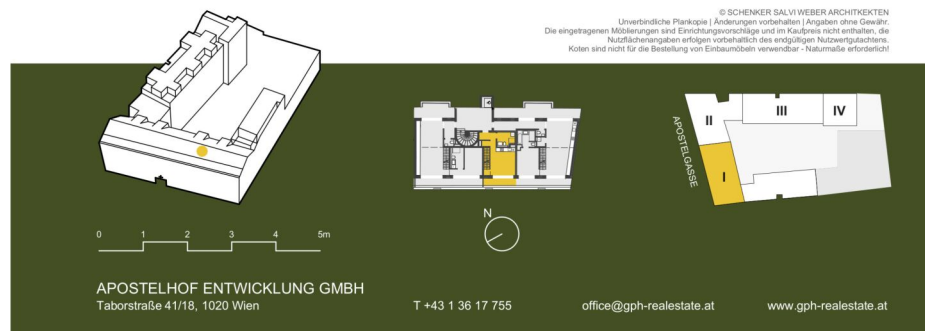 © SCHENKER SALVI WEBER ARCHITKEKTEN
Unverbindliche Plankopie | Änderungen vorbehalten | Angaben ohne Gewähr.
Die eingetragenen Möblierungen sind Einrichtungsvorschläge und im Kaufpreis nicht enthalten, die
Nutzflächenangaben erfolgen vorbehaltlich des endgültigen Nutzwertgutachtens.
Koten sind nicht für die Bestellung von Einbaumöbeln verwendbar - Naturmaße erforderlich!
II
III
IV
APOSTELGASSE
I
N
0 1 2 3 4 5m
APOSTELHOF ENTWICKLUNG GMBH
Taborstraße 41/18, 1020 Wien
T +43 1 36 17 755
office@gph-realestate.at
www.gph-realestate.at